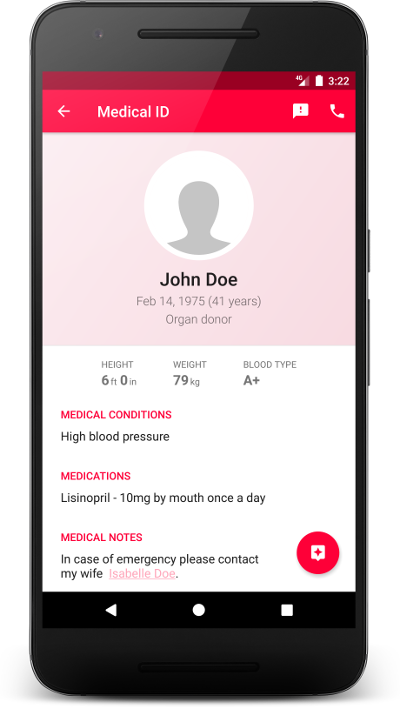 4G 3:22
Medical ID
John Doe
Feb 14, 1975 (41 years)
Organ donor
HEIGHT WEIGHT BLOOD TYPE
6 ft 0 in 79 kg A+
MEDICAL CONDITIONS
High blood pressure
MEDICATIONS
Lisinopril - 10mg by mouth once a day
MEDICAL NOTES
In case of emergency please contact
my wife Isabelle Doe.